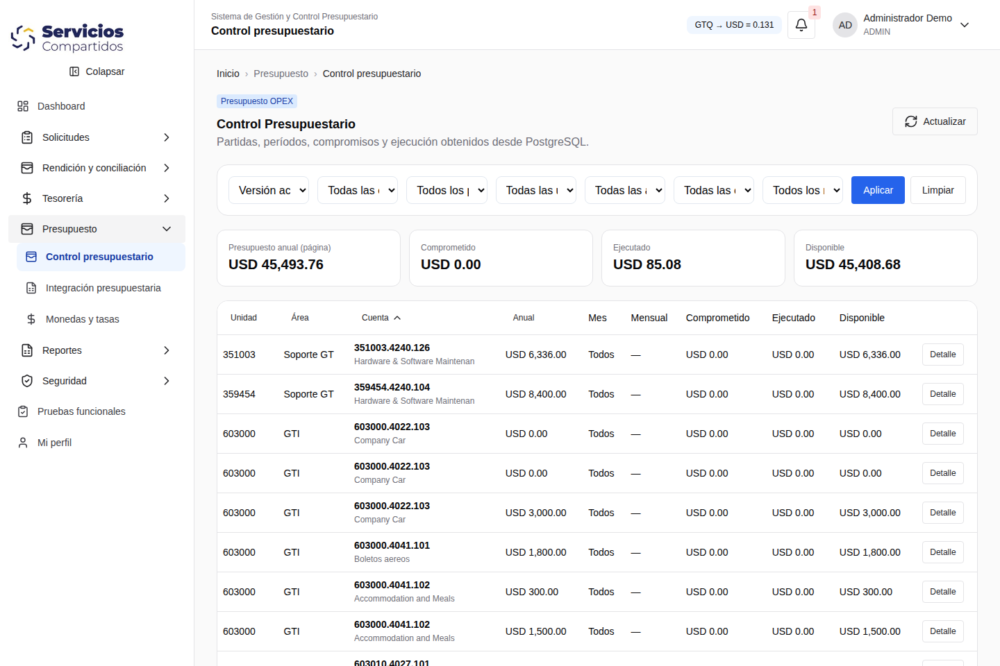 Servicios
Compartidos
Colapsar
Dashboard
Solicitudes
Rendición y conciliación
Tesorería
Presupuesto
Control presupuestario
Integración presupuestaria
Monedas y tasas
Reportes
Seguridad
Pruebas funcionales
Mi perfil
Sistema de Gestión y Control Presupuestario
Control presupuestario
GTQ → USD = 0.131
1
AD
Administrador Demo
ADMIN
Inicio › Presupuesto › Control presupuestario
Presupuesto OPEX
Control Presupuestario
Partidas, períodos, compromisos y ejecución obtenidos desde PostgreSQL.
Actualizar
Versión ac Todas las Todos los Todas las Todas las Todas las Todos los Aplicar Limpiar
Presupuesto anual (página)
USD 45,493.76
Comprometido
USD 0.00
Ejecutado
USD 85.08
Disponible
USD 45,408.68
Unidad Área Cuenta Anual Mes Mensual Comprometido Ejecutado Disponible
351003 Soporte GT 351003.4240.126 USD 6,336.00 Todos — USD 0.00 USD 0.00 USD 6,336.00 Detalle
Hardware & Software Maintenan
359454 Soporte GT 359454.4240.104 USD 8,400.00 Todos — USD 0.00 USD 0.00 USD 8,400.00 Detalle
Hardware & Software Maintenan
603000 GTI 603000.4022.103 USD 0.00 Todos — USD 0.00 USD 0.00 USD 0.00 Detalle
Company Car
603000 GTI 603000.4022.103 USD 0.00 Todos — USD 0.00 USD 0.00 USD 0.00 Detalle
Company Car
603000 GTI 603000.4022.103 USD 3,000.00 Todos — USD 0.00 USD 0.00 USD 3,000.00 Detalle
Company Car
603000 GTI 603000.4041.101 USD 1,800.00 Todos — USD 0.00 USD 0.00 USD 1,800.00 Detalle
Boletos aereos
603000 GTI 603000.4041.102 USD 300.00 Todos — USD 0.00 USD 0.00 USD 300.00 Detalle
Accommodation and Meals
603000 GTI 603000.4041.102 USD 1,500.00 Todos — USD 0.00 USD 0.00 USD 1,500.00 Detalle
Accommodation and Meals
603010.4027.101